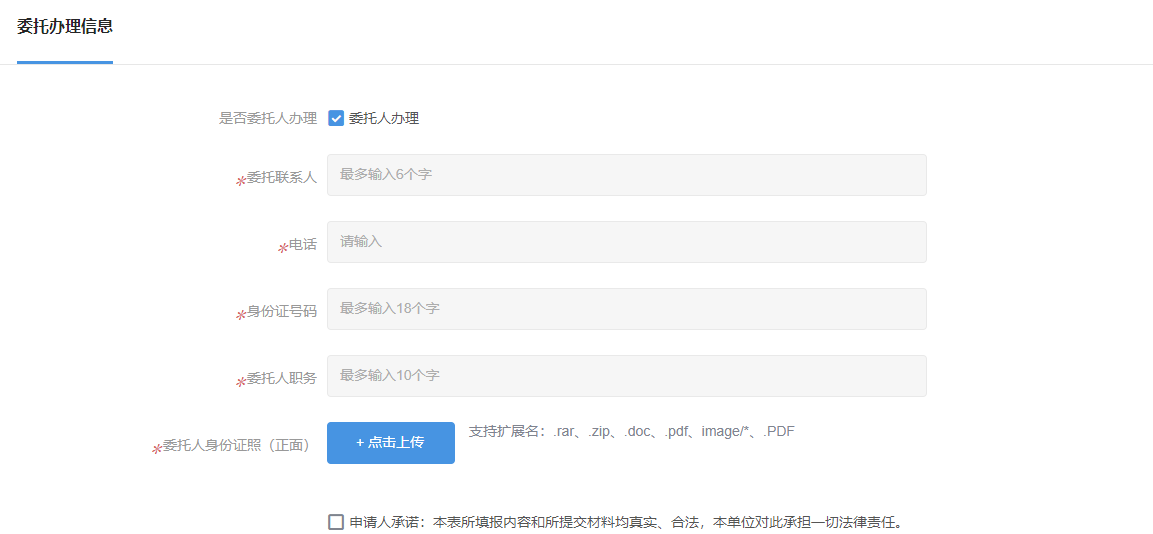 委托办理信息
是否委托人办理 委托人办理
*委托联系人 最多输入6个字
*电话 请输入
*身份证号码 最多输入18个字
*委托人职务 最多输入10个字
*委托人身份证照（正面） + 点击上传 支持扩展名：.rar、.zip、.doc、.pdf、image/*、.PDF
申请人承诺：本表所填报内容和所提交材料均真实、合法，本单位对此承担一切法律责任。